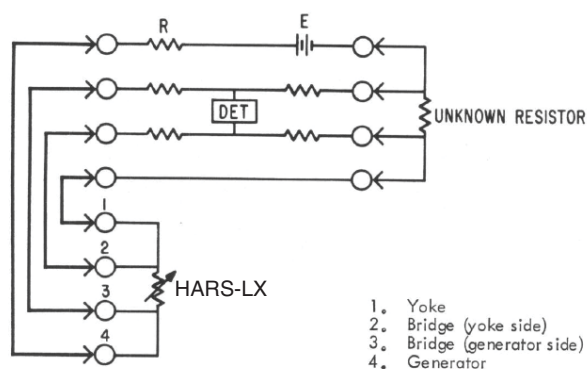 R E
DET
UNKNOWN RESISTOR
1
2
HARS-LX
3
4
1. Yoke
2. Bridge (yoke side)
3. Bridge (generator side)
4. Generator